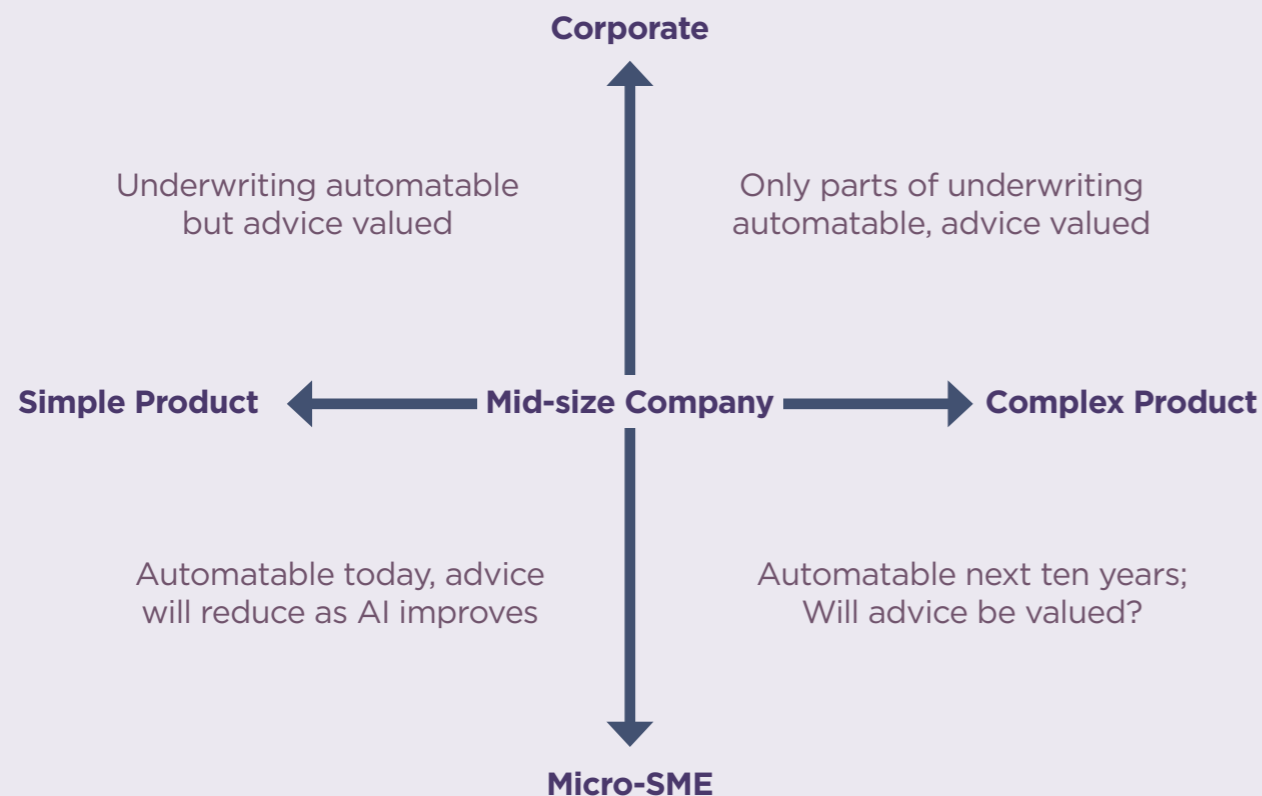 Corporate
Underwriting automatable
but advice valued
Only parts of underwriting
automatable, advice valued
Simple Product
Mid-size Company
Complex Product
Automatable today, advice
will reduce as AI improves
Automatable next ten years;
Will advice be valued?
Micro-SME